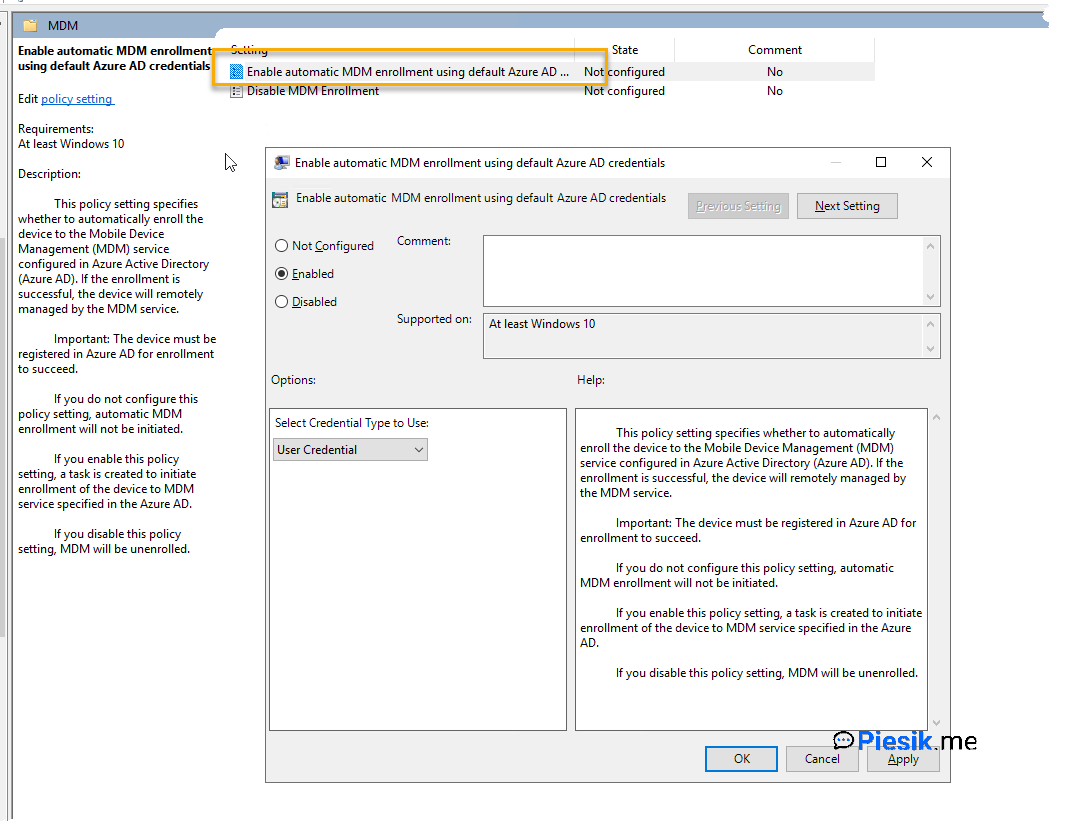 MDM
Enable automatic MDM enrollment
using default Azure AD credentials
Edit policy setting
Requirements:
At least Windows 10
Description:
This policy setting specifies
whether to automatically enroll the
device to the Mobile Device
Management (MDM) service
configured in Azure Active Directory
(Azure AD). If the enrollment is
successful, the device will remotely
managed by the MDM service.
Important: The device must be
registered in Azure AD for enrollment
to succeed.
If you do not configure this
policy setting, automatic MDM
enrollment will not be initiated.
If you enable this policy
setting, a task is created to initiate
enrollment of the device to MDM
service specified in the Azure AD.
If you disable this policy
setting, MDM will be unenrolled.
Setting State Comment
Enable automatic MDM enrollment using default Azure AD ... Not configured No
Disable MDM Enrollment Not configured No
Enable automatic MDM enrollment using default Azure AD credentials
Enable automatic MDM enrollment using default Azure AD credentials
Previous Setting Next Setting
Not Configured Comment:
Enabled
Disabled
Supported on: At least Windows 10
Options: Help:
Select Credential Type to Use:
User Credential
This policy setting specifies whether to automatically
enroll the device to the Mobile Device Management (MDM)
service configured in Azure Active Directory (Azure AD). If the
enrollment is successful, the device will remotely managed by
the MDM service.
Important: The device must be registered in Azure AD for
enrollment to succeed.
If you do not configure this policy setting, automatic
MDM enrollment will not be initiated.
If you enable this policy setting, a task is created to initiate
enrollment of the device to MDM service specified in the Azure
AD.
If you disable this policy setting, MDM will be unenrolled.
Piesik.me
OK Cancel Apply